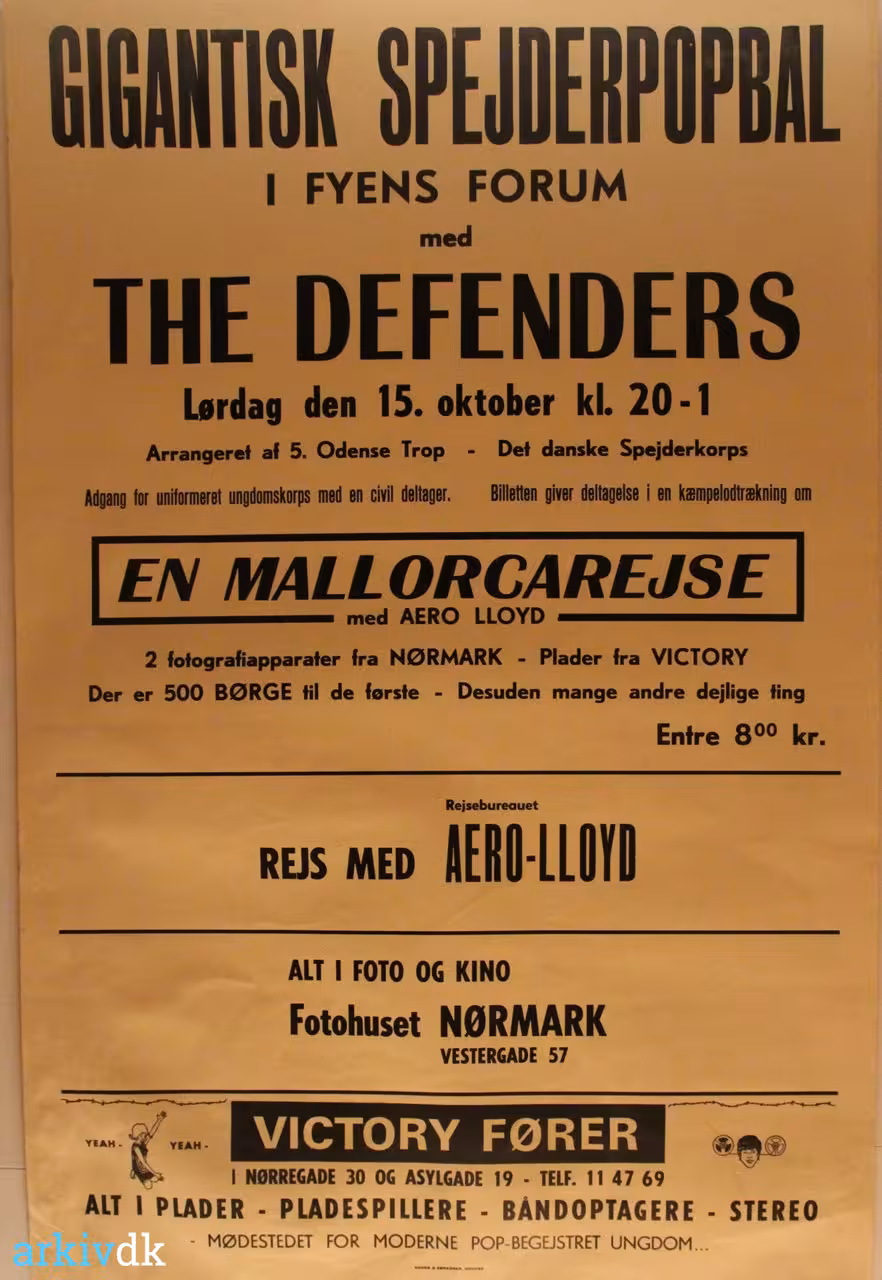 GIGANTISK SPEJDERPOPBAL
I FYENS FORUM
med
THE DEFENDERS
Lørdag den 15. oktober kl. 20-1
Arrangeret af 5. Odense Trop - Det danske Spejderkorps
Adgang for uniformeret ungdomskorps med en civil deltager. Billetten giver deltagelse i en kæmpelodtrækning om
EN MALLORCAREJSE
med AERO LLOYD
2 fotografiapparater fra NØRMARK - Plader fra VICTORY
Der er 500 BØRGE til de første - Desuden mange andre dejlige ting
Entre 8⁰⁰ kr.
Rejsebureauet
REJS MED AERO-LLOYD
ALT I FOTO OG KINO
Fotohuset NØRMARK
VESTERGADE 57
YEAH - YEAH -
VICTORY FØRER
I NØRREGADE 30 OG ASYLGADE 19 - TELF. 11 47 69
ALT I PLADER - PLADESPILLERE - BÅNDOPTAGERE - STEREO
- MØDESTEDET FOR MODERNE POP-BEGEJSTRET UNGDOM...
arkivdk